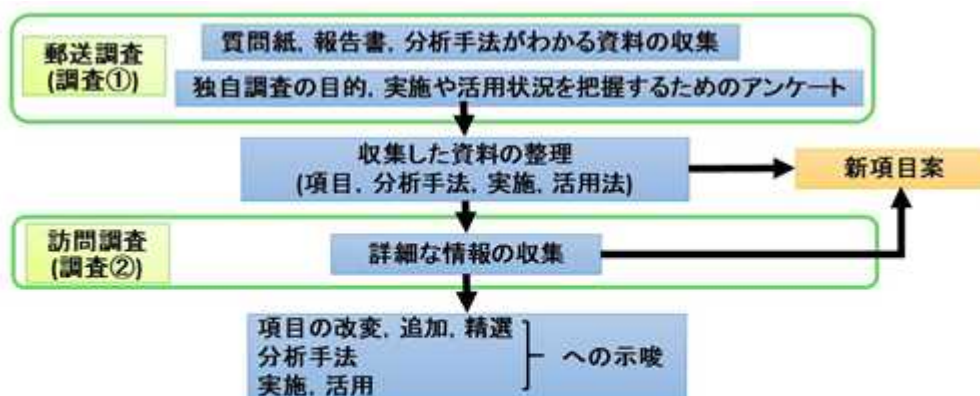 郵送調査
(調査①)
質問紙, 報告書, 分析手法がわかる資料の収集
独自調査の目的, 実施や活用状況を把握するためのアンケート
収集した資料の整理
(項目, 分析手法, 実施, 活用法)
新項目案
訪問調査
(調査②)
詳細な情報の収集
項目の改変, 追加, 精選
分析手法
実施, 活用
への示唆